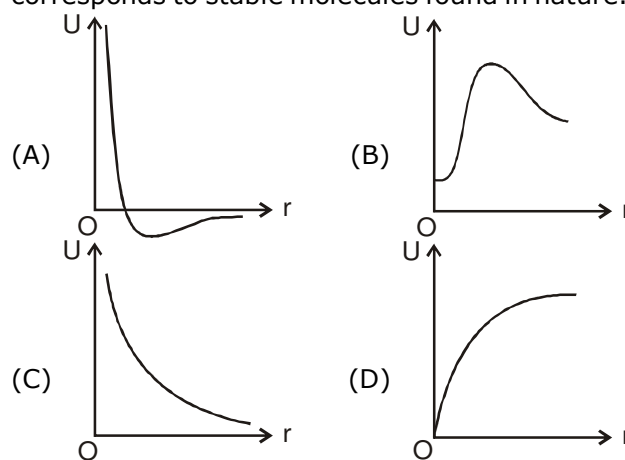 corresponds to stable molecules found in nature.
U U
(A) (B)
r r
O O
U U
(C) (D)
r r
O O